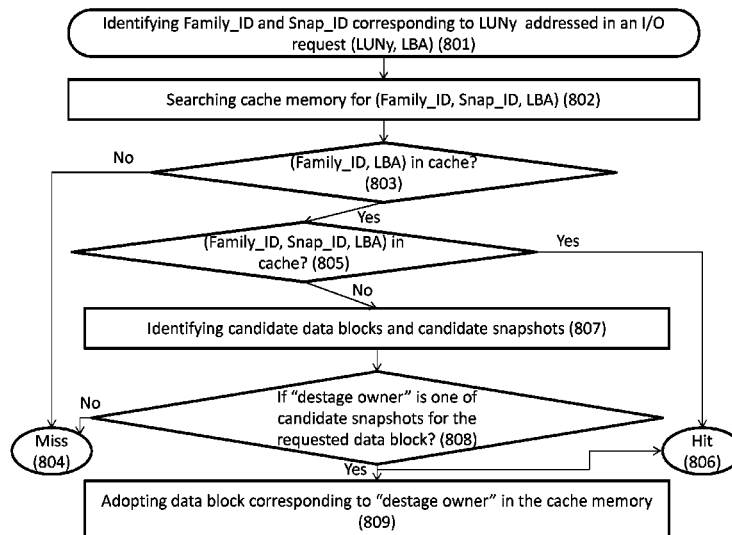 Identifying Family_ID and Snap_ID corresponding to LUNy addressed in an I/O
request (LUNy, LBA) (801)
Searching cache memory for (Family_ID, Snap_ID, LBA) (802)
No
(Family_ID, LBA) in cache?
(803)
Yes
(Family_ID, Snap_ID, LBA) in
cache? (805)
Yes
No
Identifying candidate data blocks and candidate snapshots (807)
No
If “destage owner” is one of
candidate snapshots for the
requested data block? (808)
Miss
(804)
Hit
(806)
Yes
Adopting data block corresponding to “destage owner” in the cache memory
(809)